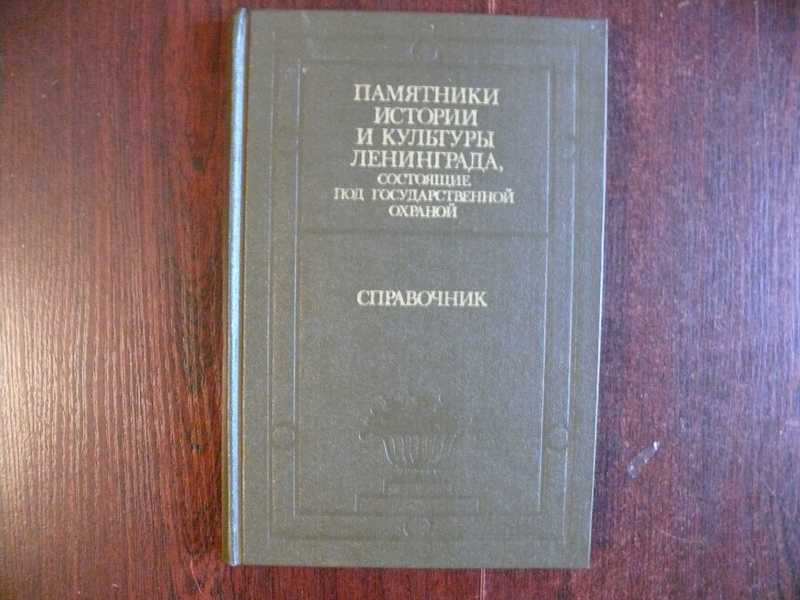 ПАМЯТНИКИ
ИСТОРИИ
И КУЛЬТУРЫ
ЛЕНИНГРАДА,
СОСТОЯЩИЕ
ПОД ГОСУДАРСТВЕННОЙ
ОХРАНОЙ
СПРАВОЧНИК